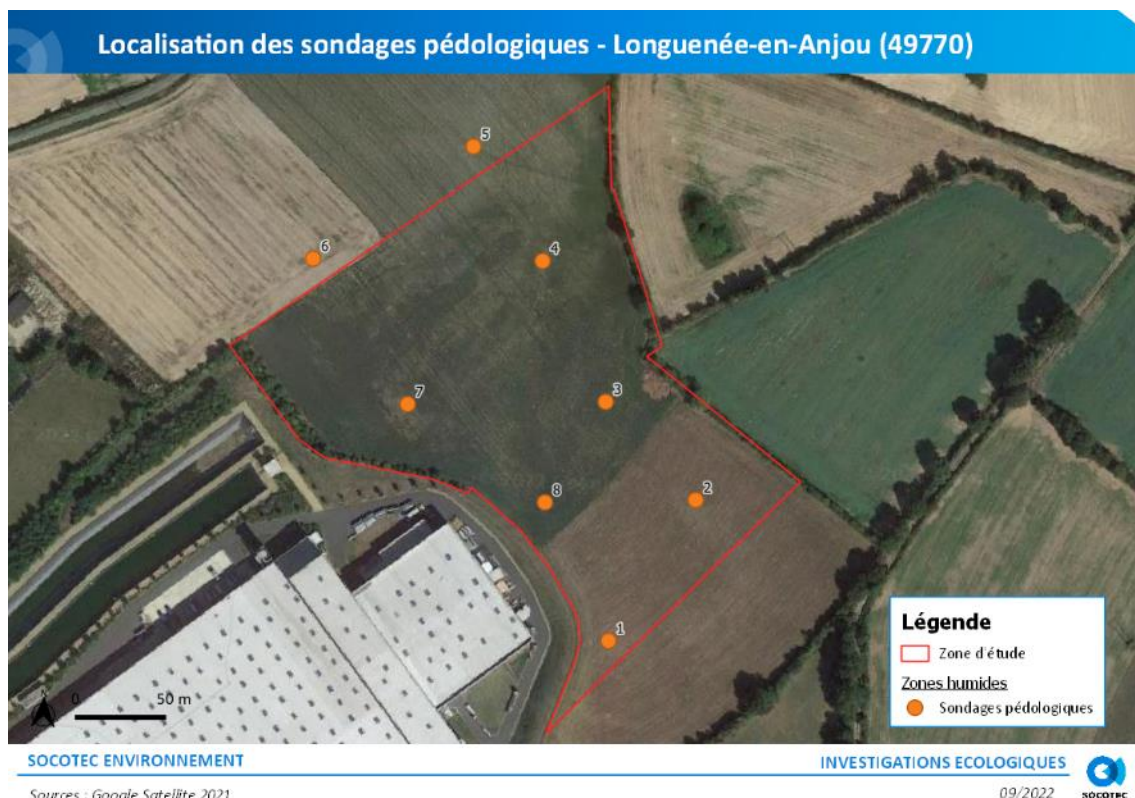 Localisation des sondages pédologiques - Longuenée-en-Anjou (49770)
5
6
4
7
3
8
2
1
Légende
Zone d'étude
Zones humides
Sondages pédologiques
0 50 m
SOCOTEC ENVIRONNEMENT
INVESTIGATIONS ECOLOGIQUES
Sources : Google Satellite 2021
09/2022
SOCOTEC